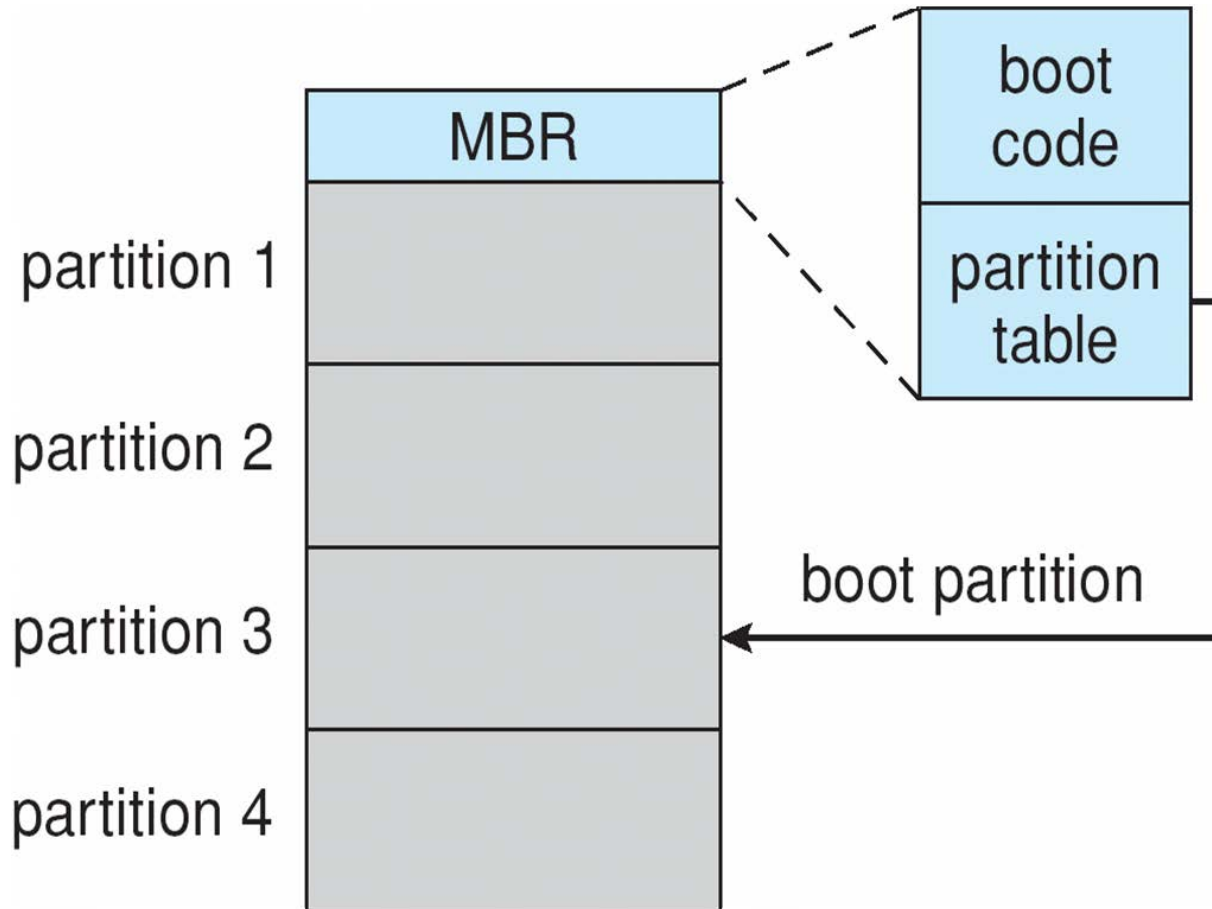 boot
code
MBR
partition 1
partition
table
partition 2
boot partition
partition 3
partition 4